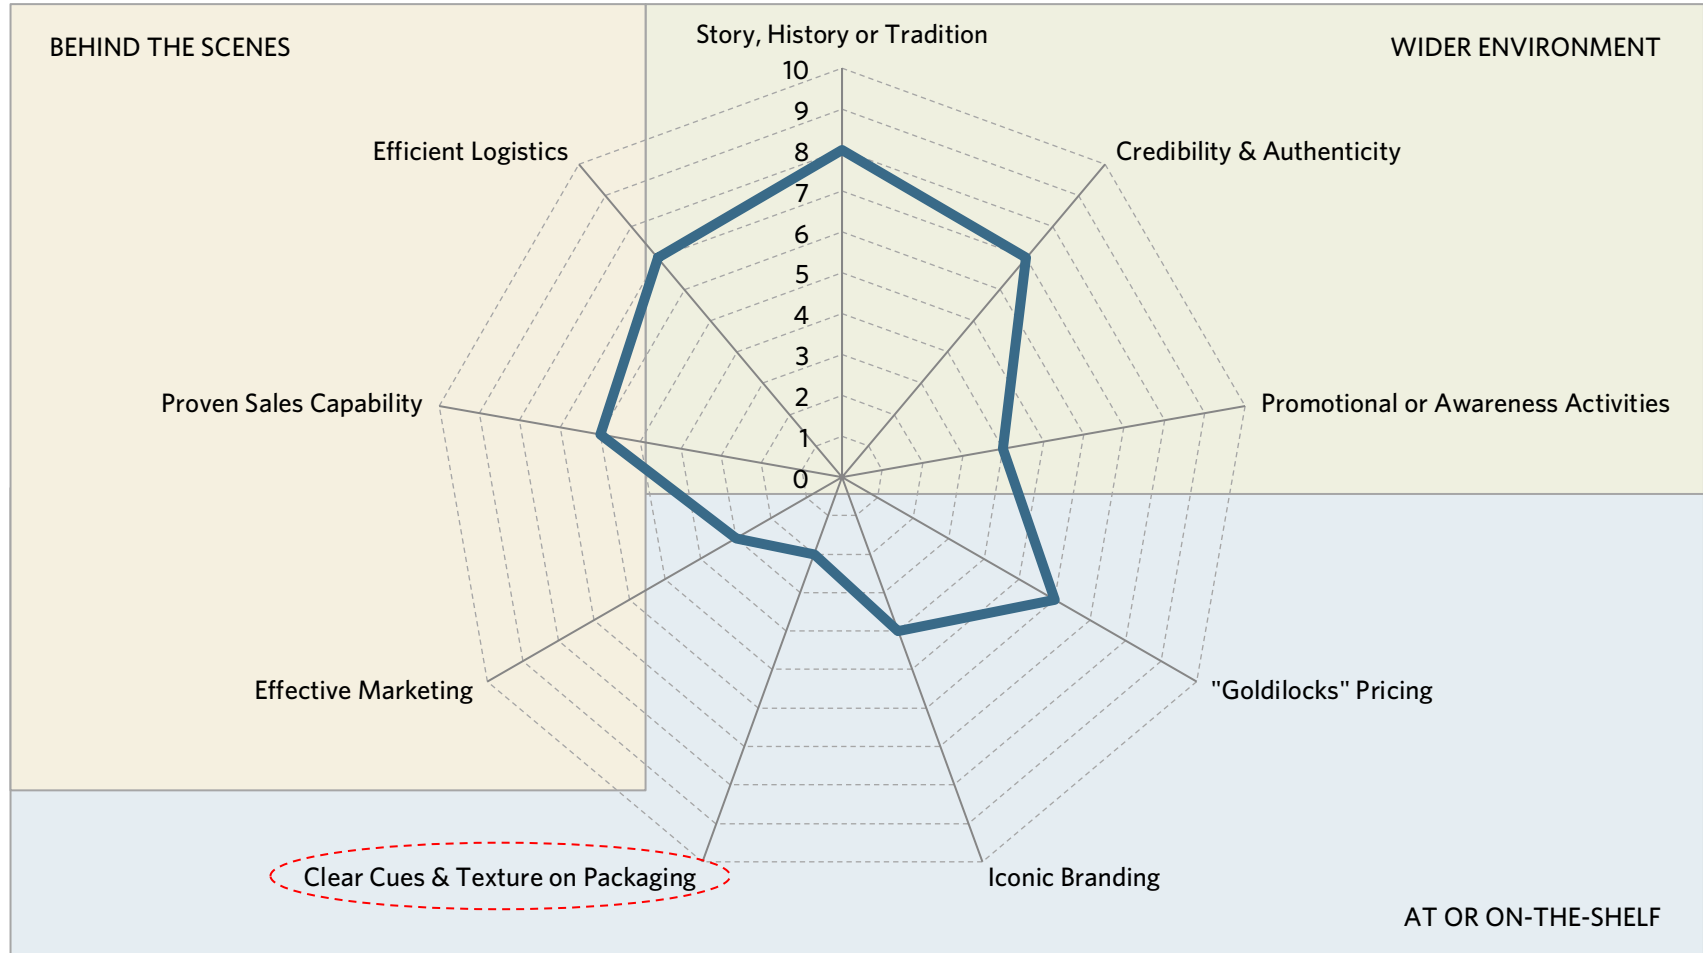 BEHIND THE SCENES
Story, History or Tradition
WIDER ENVIRONMENT
10
9
8
7
6
5
4
3
2
1
0
Efficient Logistics
Credibility & Authenticity
Proven Sales Capability
Promotional or Awareness Activities
Effective Marketing
"Goldilocks" Pricing
Clear Cues & Texture on Packaging
Iconic Branding
AT OR ON-THE-SHELF